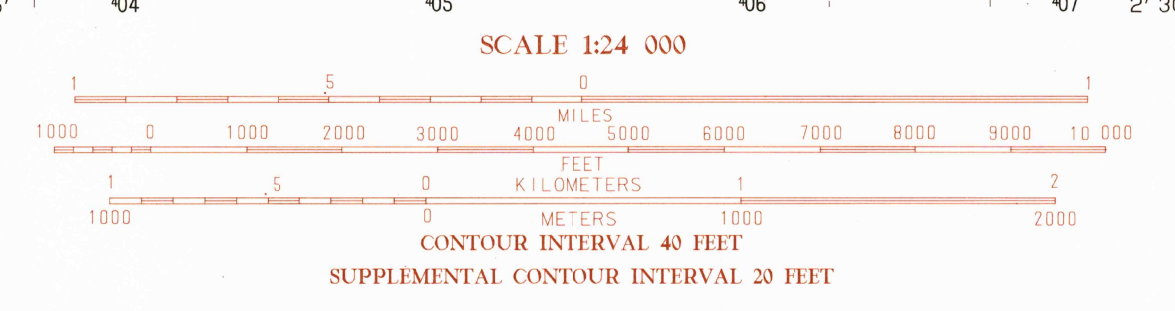 404 405 406 407 2' 30
SCALE 1:24 000
1 .5 0 1
MILES
1000 0 1000 2000 3000 4000 5000 6000 7000 8000 9000 10 000
FEET
1 .5 0 KILOMETERS 1 2
1000 0 METERS 1000 2000
CONTOUR INTERVAL 40 FEET
SUPPLEMENTAL CONTOUR INTERVAL 20 FEET